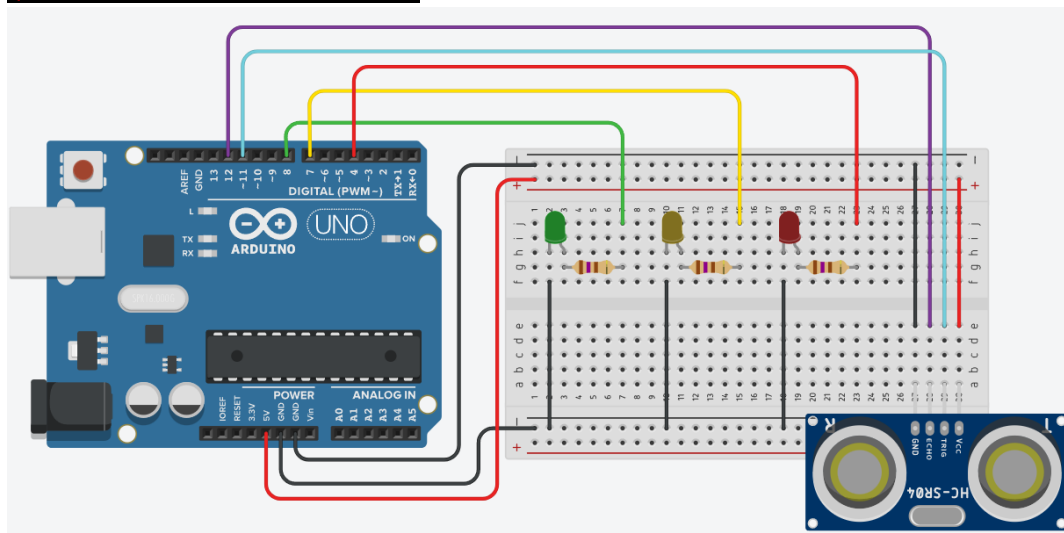 AREF
GND
13
12
~11
~10
~9
8
7
~6
~5
4
~3
2
TX→1
RX←0
DIGITAL (PWM~)
L
TX
RX
ARDUINO
UNO
ON
IOREF
RESET
3.3V
5V
GND
GND
Vin
POWER
ANALOG IN
A0
A1
A2
A3
A4
A5
j
i
h
g
f
e
d
c
b
a
R
T
GND
ECHO
TRIG
VCC
HC-SR04